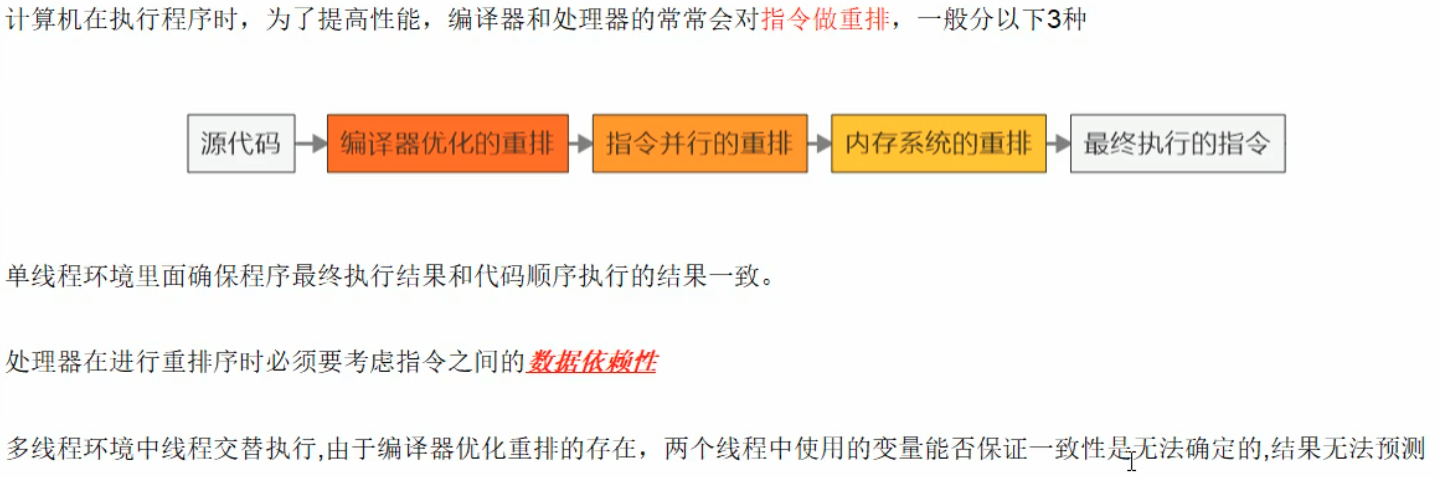 计算机在执行程序时，为了提高性能，编译器和处理器的常常会对指令做重排，一般分以下3种
源代码
编译器优化的重排
指令并行的重排
内存系统的重排
最终执行的指令
单线程环境里面确保程序最终执行结果和代码顺序执行的结果一致。
处理器在进行重排序时必须要考虑指令之间的数据依赖性
多线程环境中线程交替执行,由于编译器优化重排的存在，两个线程中使用的变量能否保证一致性是无法确定的,结果无法预测